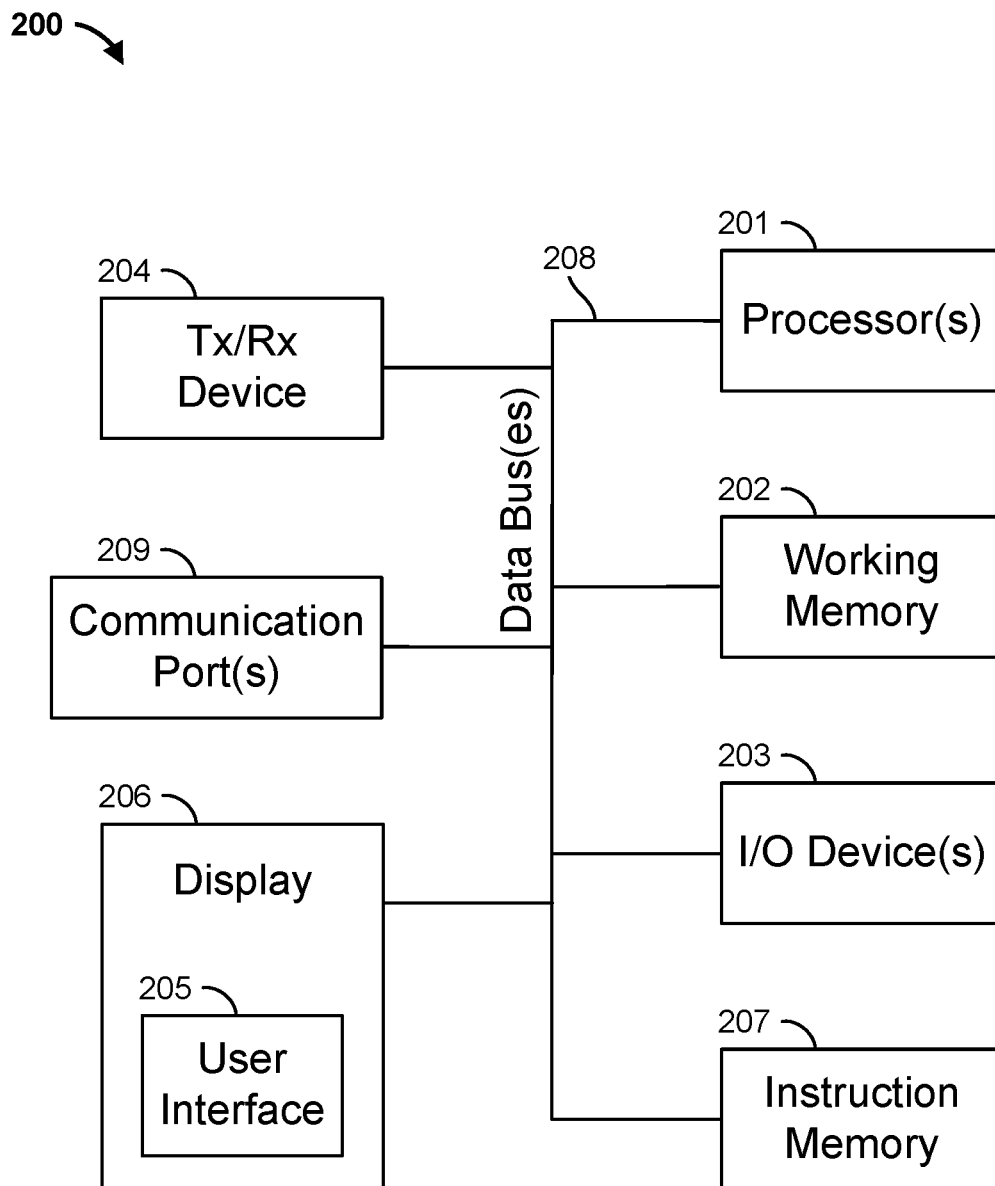 200
201
204
208
Processor(s)
Tx/Rx
Device
Data Bus(es)
202
209
Working
Memory
Communication
Port(s)
203
206
I/O Device(s)
Display
205
207
User
Interface
Instruction
Memory